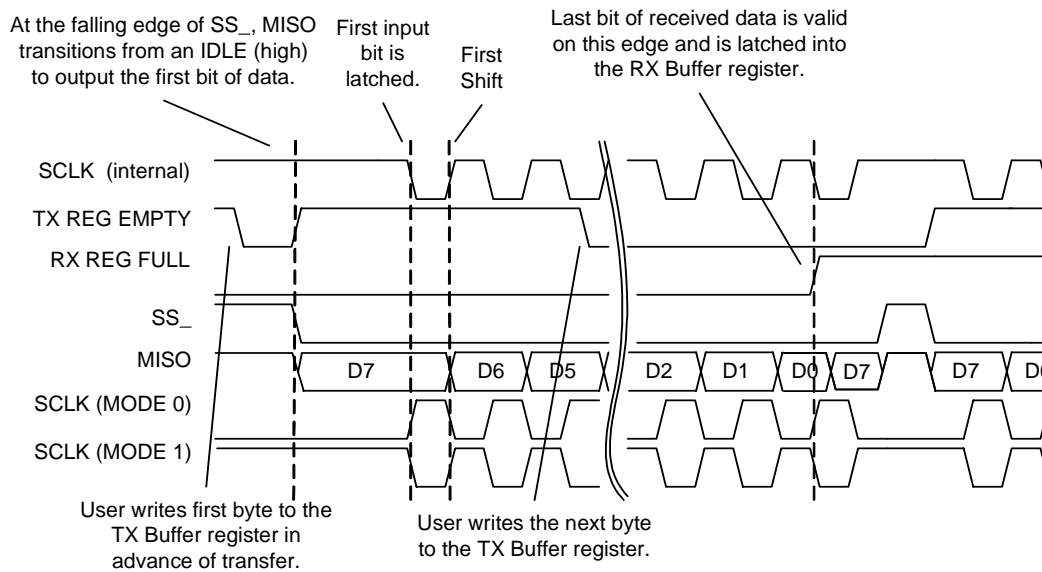 At the falling edge of SS_, MISO
transitions from an IDLE (high)
to output the first bit of data.
First input
bit is
latched.
First
Shift
Last bit of received data is valid
on this edge and is latched into
the RX Buffer register.
SCLK (internal)
TX REG EMPTY
RX REG FULL
SS_
MISO
D7 D6 D5 D2 D1 D0 D7 D7
SCLK (MODE 0)
SCLK (MODE 1)
User writes first byte to the
TX Buffer register in
advance of transfer.
User writes the next byte
to the TX Buffer register.